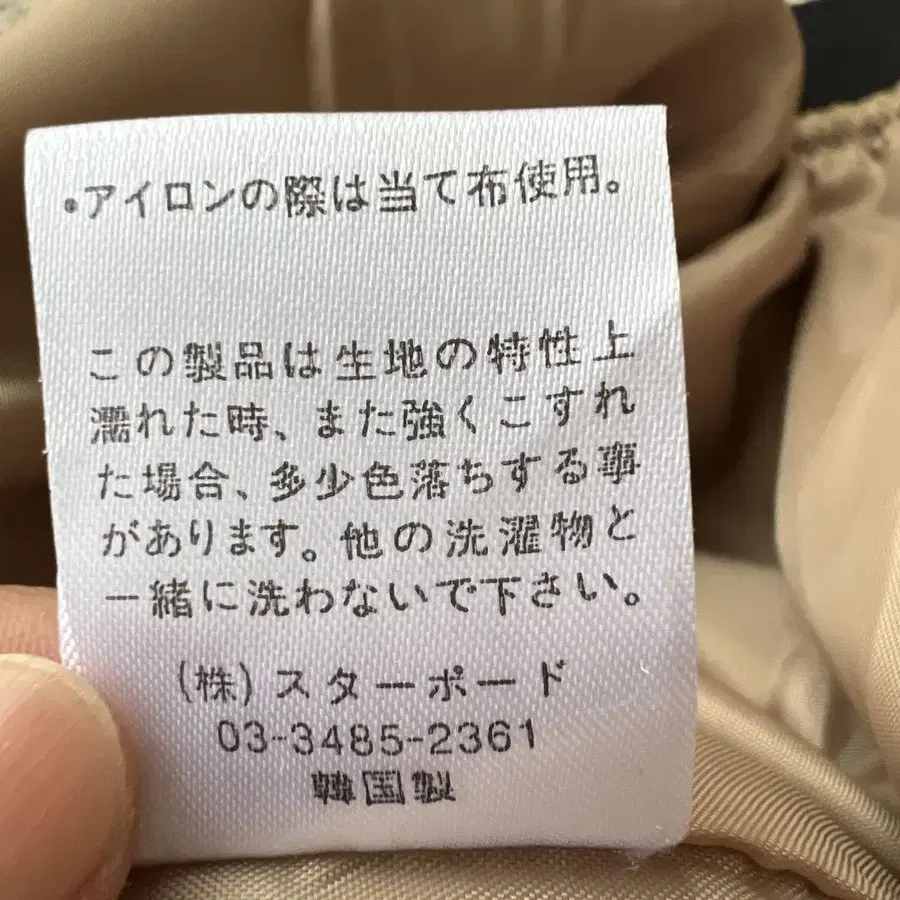 ・アイロンの際は当て布使用。
この製品は生地の特性上
濡れた時、また強くこすれ
た場合、多少色落ちする事
があります。他の洗濯物と
一緒に洗わないで下さい。
(株)スターボード
03-3485-2361
韓国製